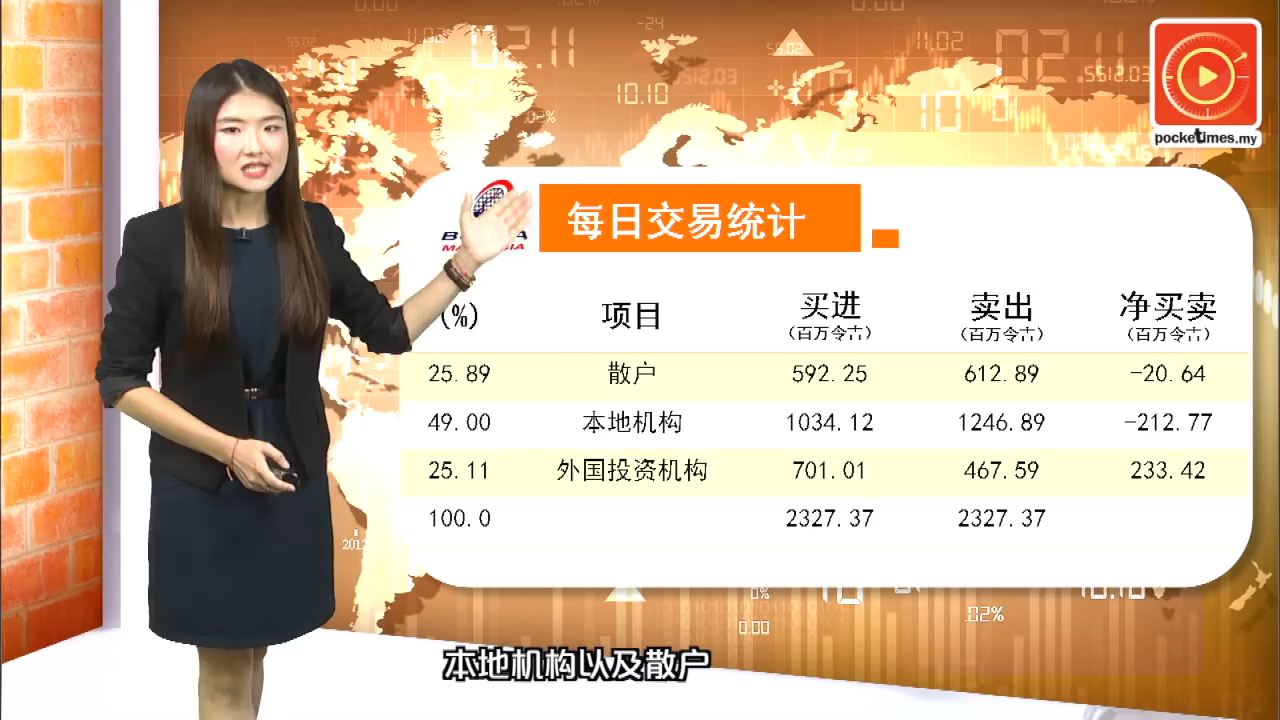 pocketimes.my
每日交易统计
(%) 项目 买进 卖出 净买卖
(百万令吉) (百万令吉) (百万令吉)
25.89 散户 592.25 612.89 -20.64
49.00 本地机构 1034.12 1246.89 -212.77
25.11 外国投资机构 701.01 467.59 233.42
100.0 2327.37 2327.37
本地机构以及散户